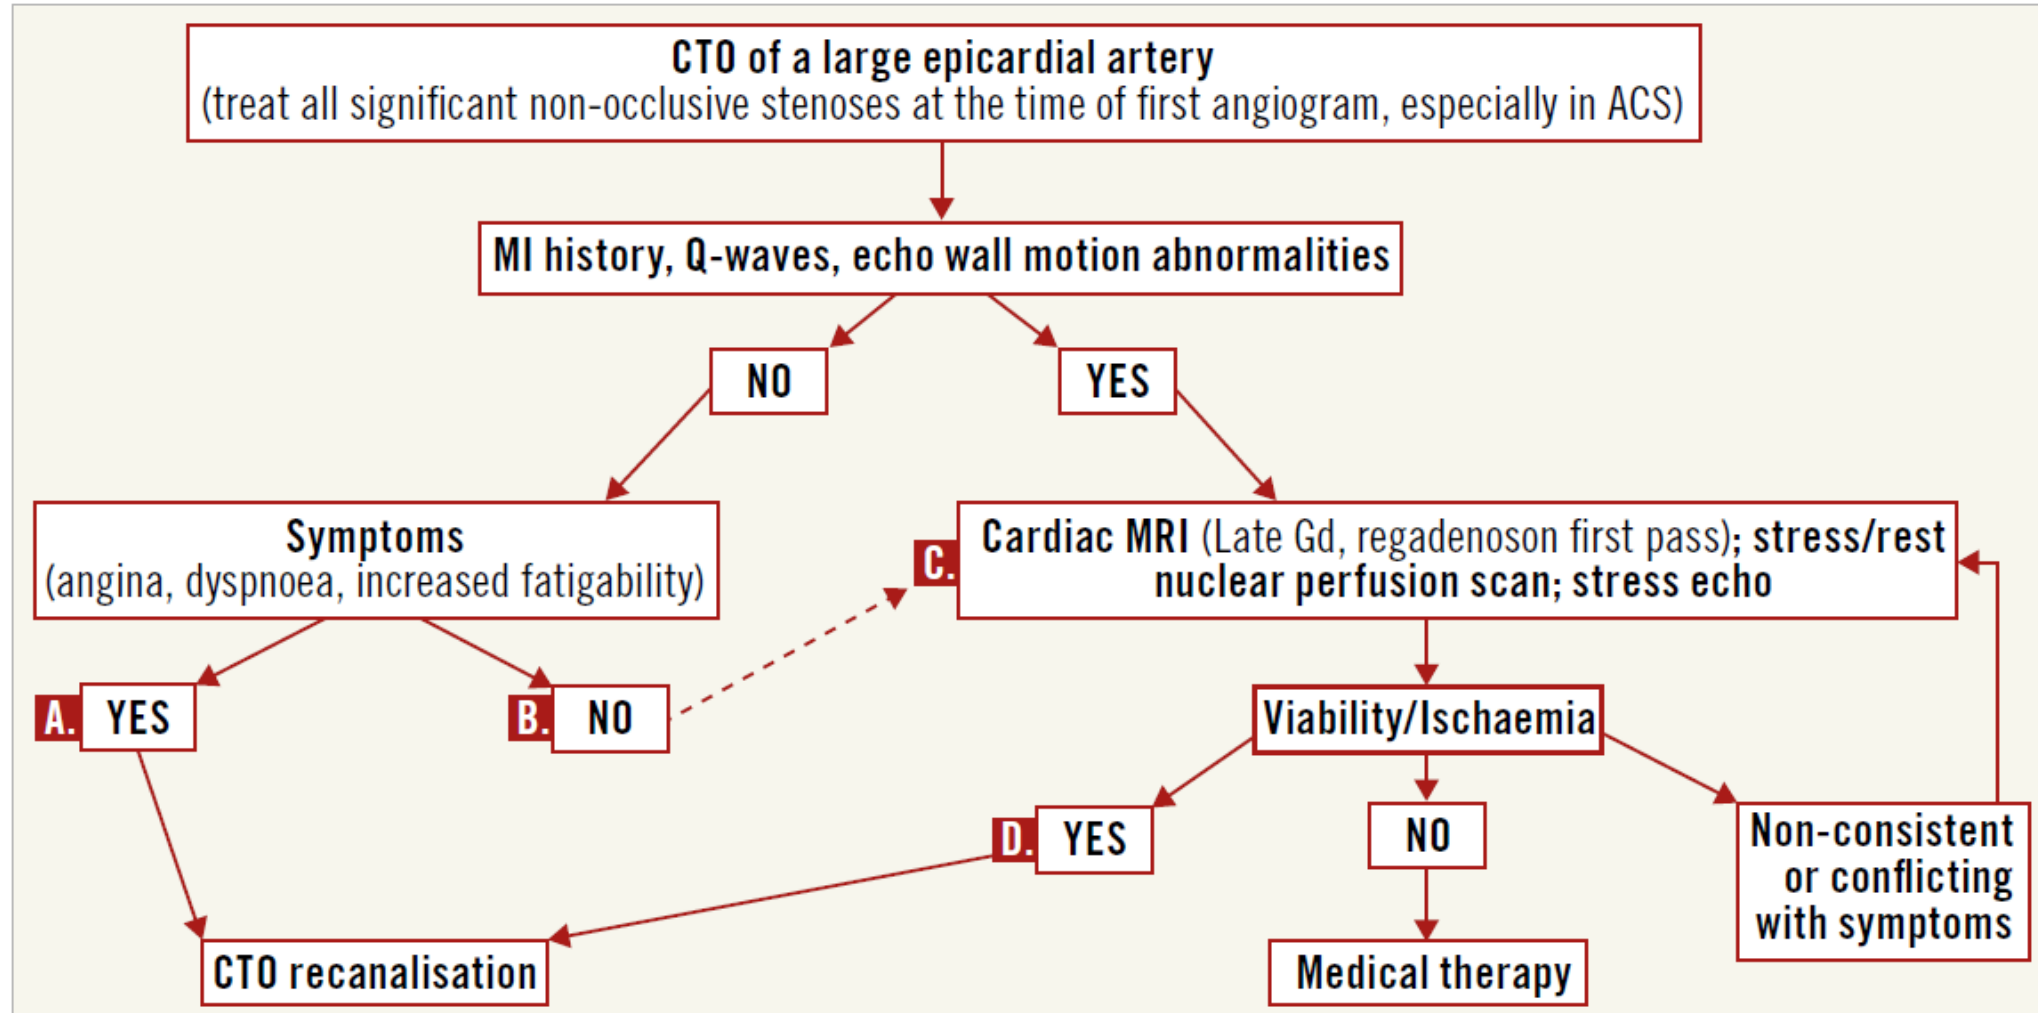 CTO of a large epicardial artery
(treat all significant non-occlusive stenoses at the time of first angiogram, especially in ACS)
MI history, Q-waves, echo wall motion abnormalities
NO
YES
Symptoms
(angina, dyspnoea, increased fatigability)
C.
Cardiac MRI (Late Gd, regadenoson first pass); stress/rest
nuclear perfusion scan; stress echo
A. YES
B. NO
Viability/Ischaemia
D. YES
NO
Non-consistent
or conflicting
with symptoms
CTO recanalisation
Medical therapy